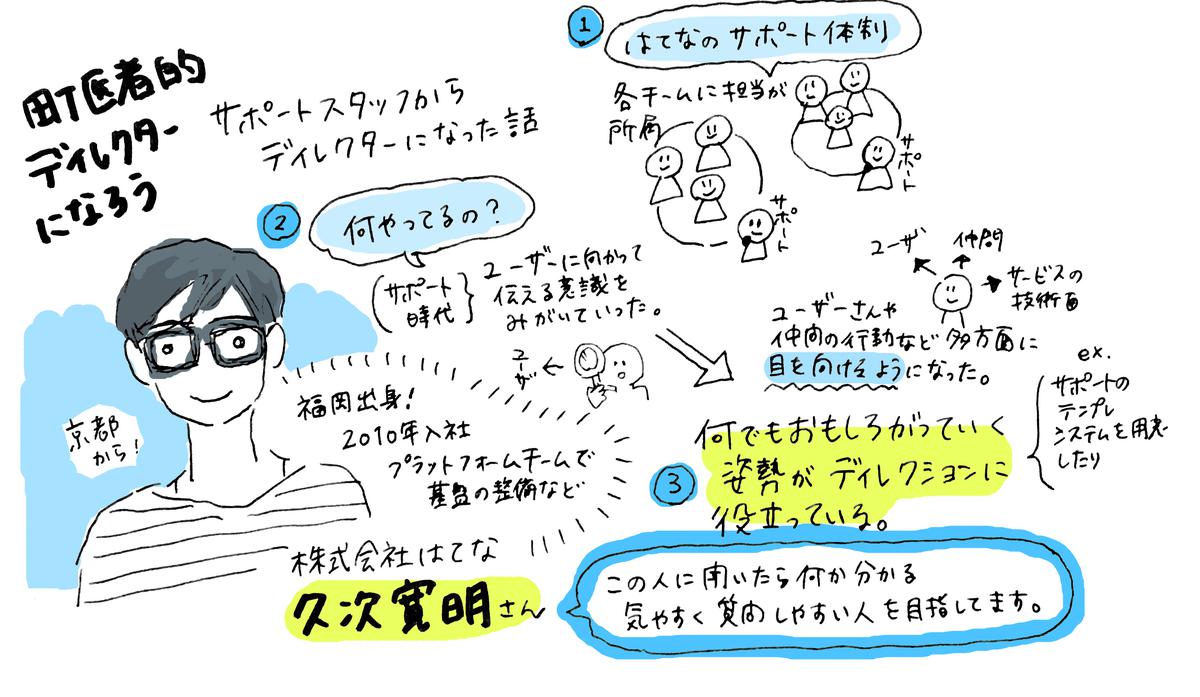 町医者的
ディレクター
になろう
サポートスタッフから
ディレクターになった話
1
はてなのサポート体制
各チームに担当が
所属
サポート
サポート
2
何やってるの？
サポート
時代
ユーザーに向かって
伝える意識を
みがいていった。
ユーザ
ユーザ
仲間
サービスの
技術面
ユーザーさんや
仲間の行動など多方面に
目を向けるようになった。
ex.
サポートの
テンプレ
システムを開発
したり
京都
から！
福岡出身！
2010年入社
プラットフォームチームで
基盤の整備など
3
何でもおもしろがっていく
姿勢がディレクションに
役立っている。
株式会社はてな
久次寛明さん
この人に聞いたら何か分かる
気やすく質問しやすい人を目指してます。